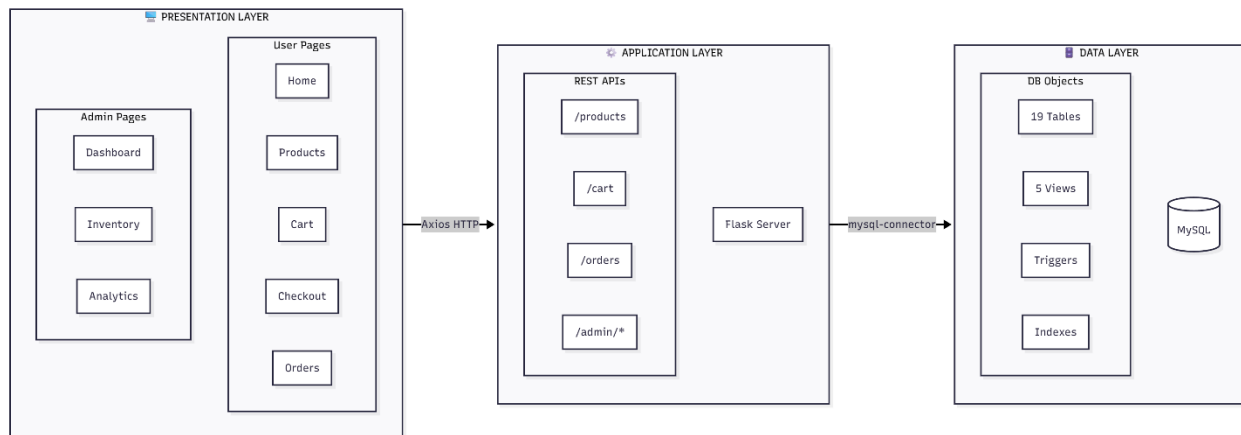 PRESENTATION LAYER
Admin Pages
Dashboard
Inventory
Analytics
User Pages
Home
Products
Cart
Checkout
Orders
Axios HTTP
APPLICATION LAYER
REST APIs
/products
/cart
/orders
/admin/*
Flask Server
mysql-connector
DATA LAYER
DB Objects
19 Tables
5 Views
Triggers
Indexes
MySQL